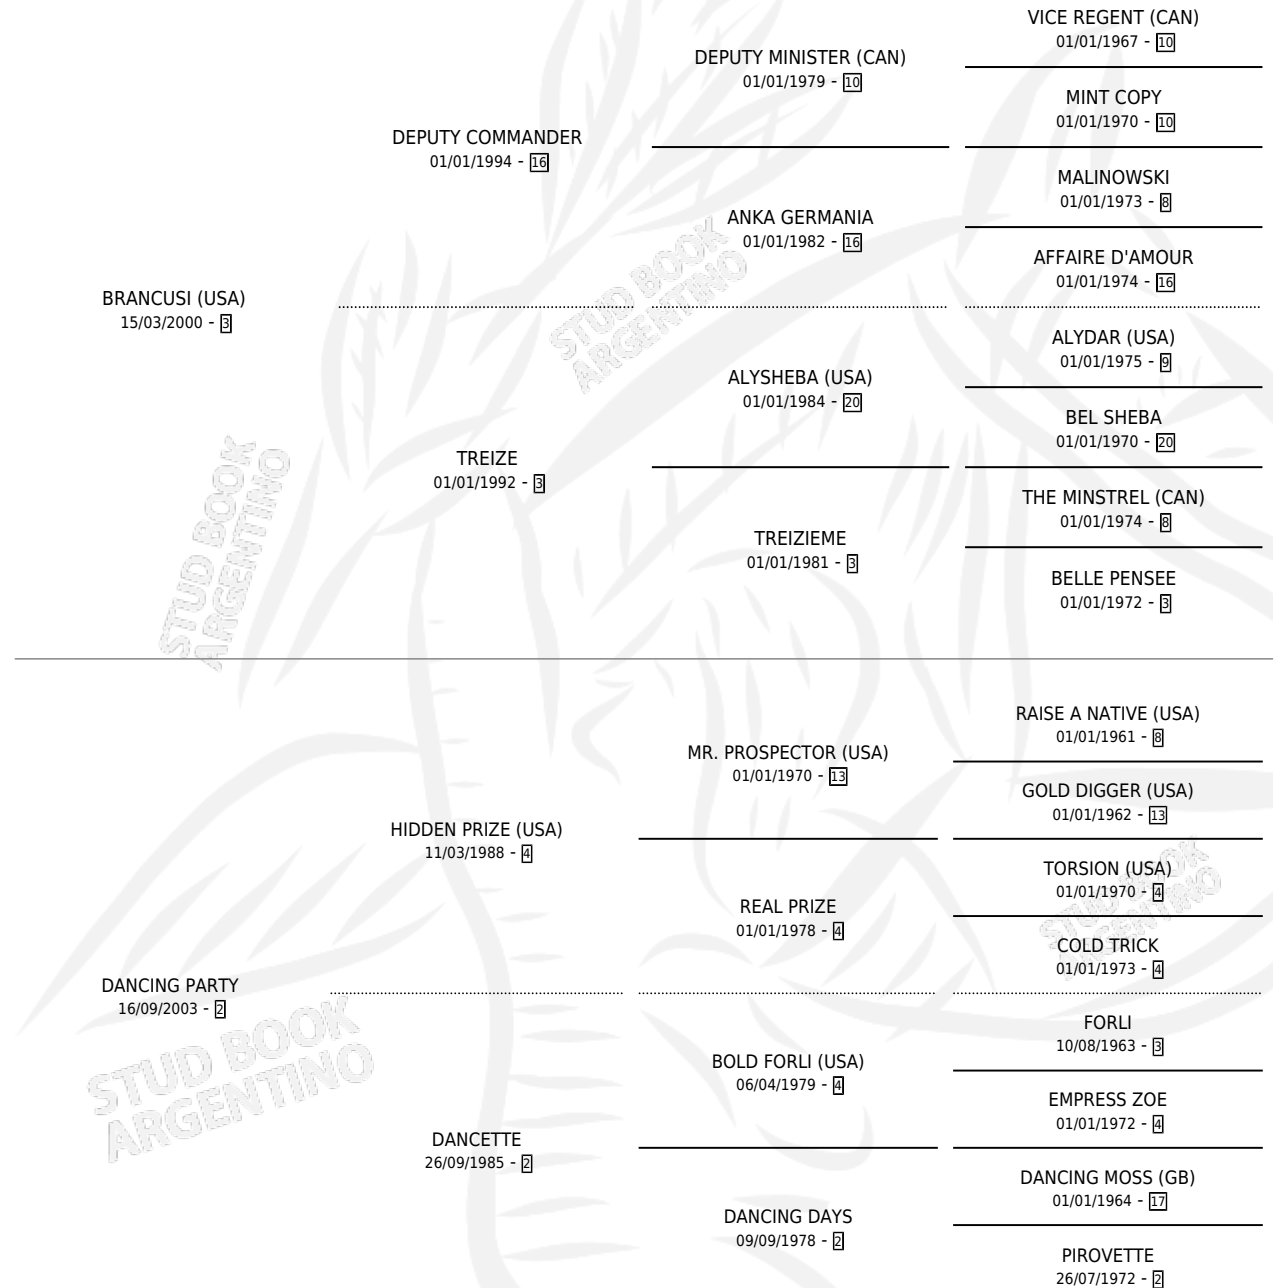 VICE REGENT (CAN)
01/01/1967 - 10
DEPUTY MINISTER (CAN)
01/01/1979 - 10
MINT COPY
01/01/1970 - 10
DEPUTY COMMANDER
01/01/1994 - 16
MALINOWSKI
01/01/1973 - 8
ANKA GERMANIA
01/01/1982 - 16
AFFAIRE D'AMOUR
01/01/1974 - 16
BRANCUSI (USA)
15/03/2000 - 3
STUD BOOK
ARGENTINO
ALYDAR (USA)
01/01/1975 - 9
ALYSHEBA (USA)
01/01/1984 - 20
BEL SHEBA
01/01/1970 - 20
TREIZE
01/01/1992 - 3
THE MINSTREL (CAN)
01/01/1974 - 8
TREIZIEME
01/01/1981 - 3
BELLE PENSEE
01/01/1972 - 3
STUD BOOK
ARGENTINO
RAISE A NATIVE (USA)
01/01/1961 - 8
MR. PROSPECTOR (USA)
01/01/1970 - 13
GOLD DIGGER (USA)
01/01/1962 - 13
HIDDEN PRIZE (USA)
11/03/1988 - 4
TORSION (USA)
01/01/1970 - 4
REAL PRIZE
01/01/1978 - 4
COLD TRICK
01/01/1973 - 4
STUD BOOK
ARGENTINO
DANCING PARTY
16/09/2003 - 2
FORLI
10/08/1963 - 3
BOLD FORLI (USA)
06/04/1979 - 4
EMPRESS ZOE
01/01/1972 - 4
STUD BOOK
ARGENTINO
DANCETTE
26/09/1985 - 2
DANCING MOSS (GB)
01/01/1964 - 17
DANCING DAYS
09/09/1978 - 2
PIROVETTE
26/07/1972 - 2